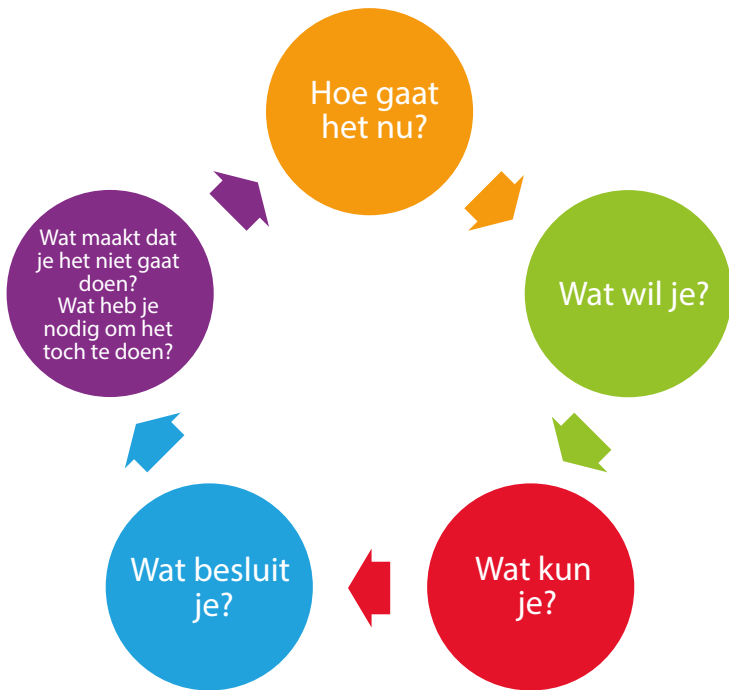 Hoe gaat
het nu?
Wat wil je?
Wat kun
je?
Wat besluit
je?
Wat maakt dat
je het niet gaat
doen?
Wat heb je
nodig om het
toch te doen?